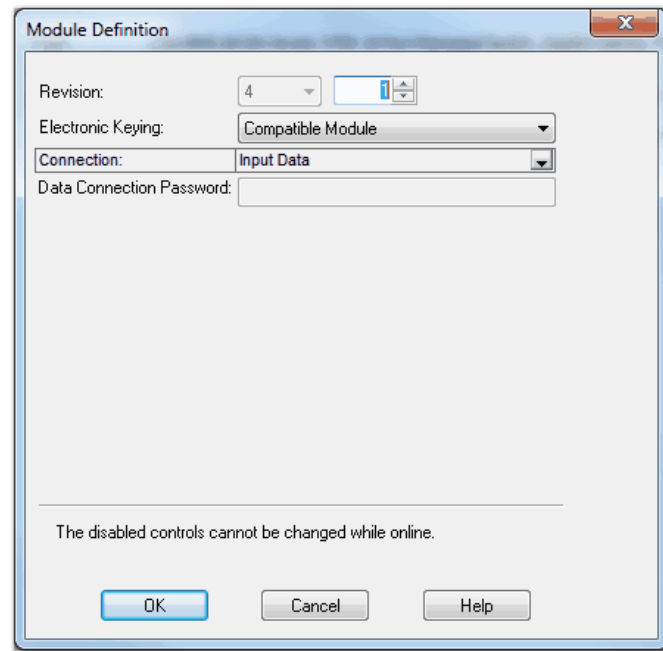 Module Definition
Revision: 4 1
Electronic Keying: Compatible Module
Connection: Input Data
Data Connection Password:
The disabled controls cannot be changed while online.
OK Cancel Help